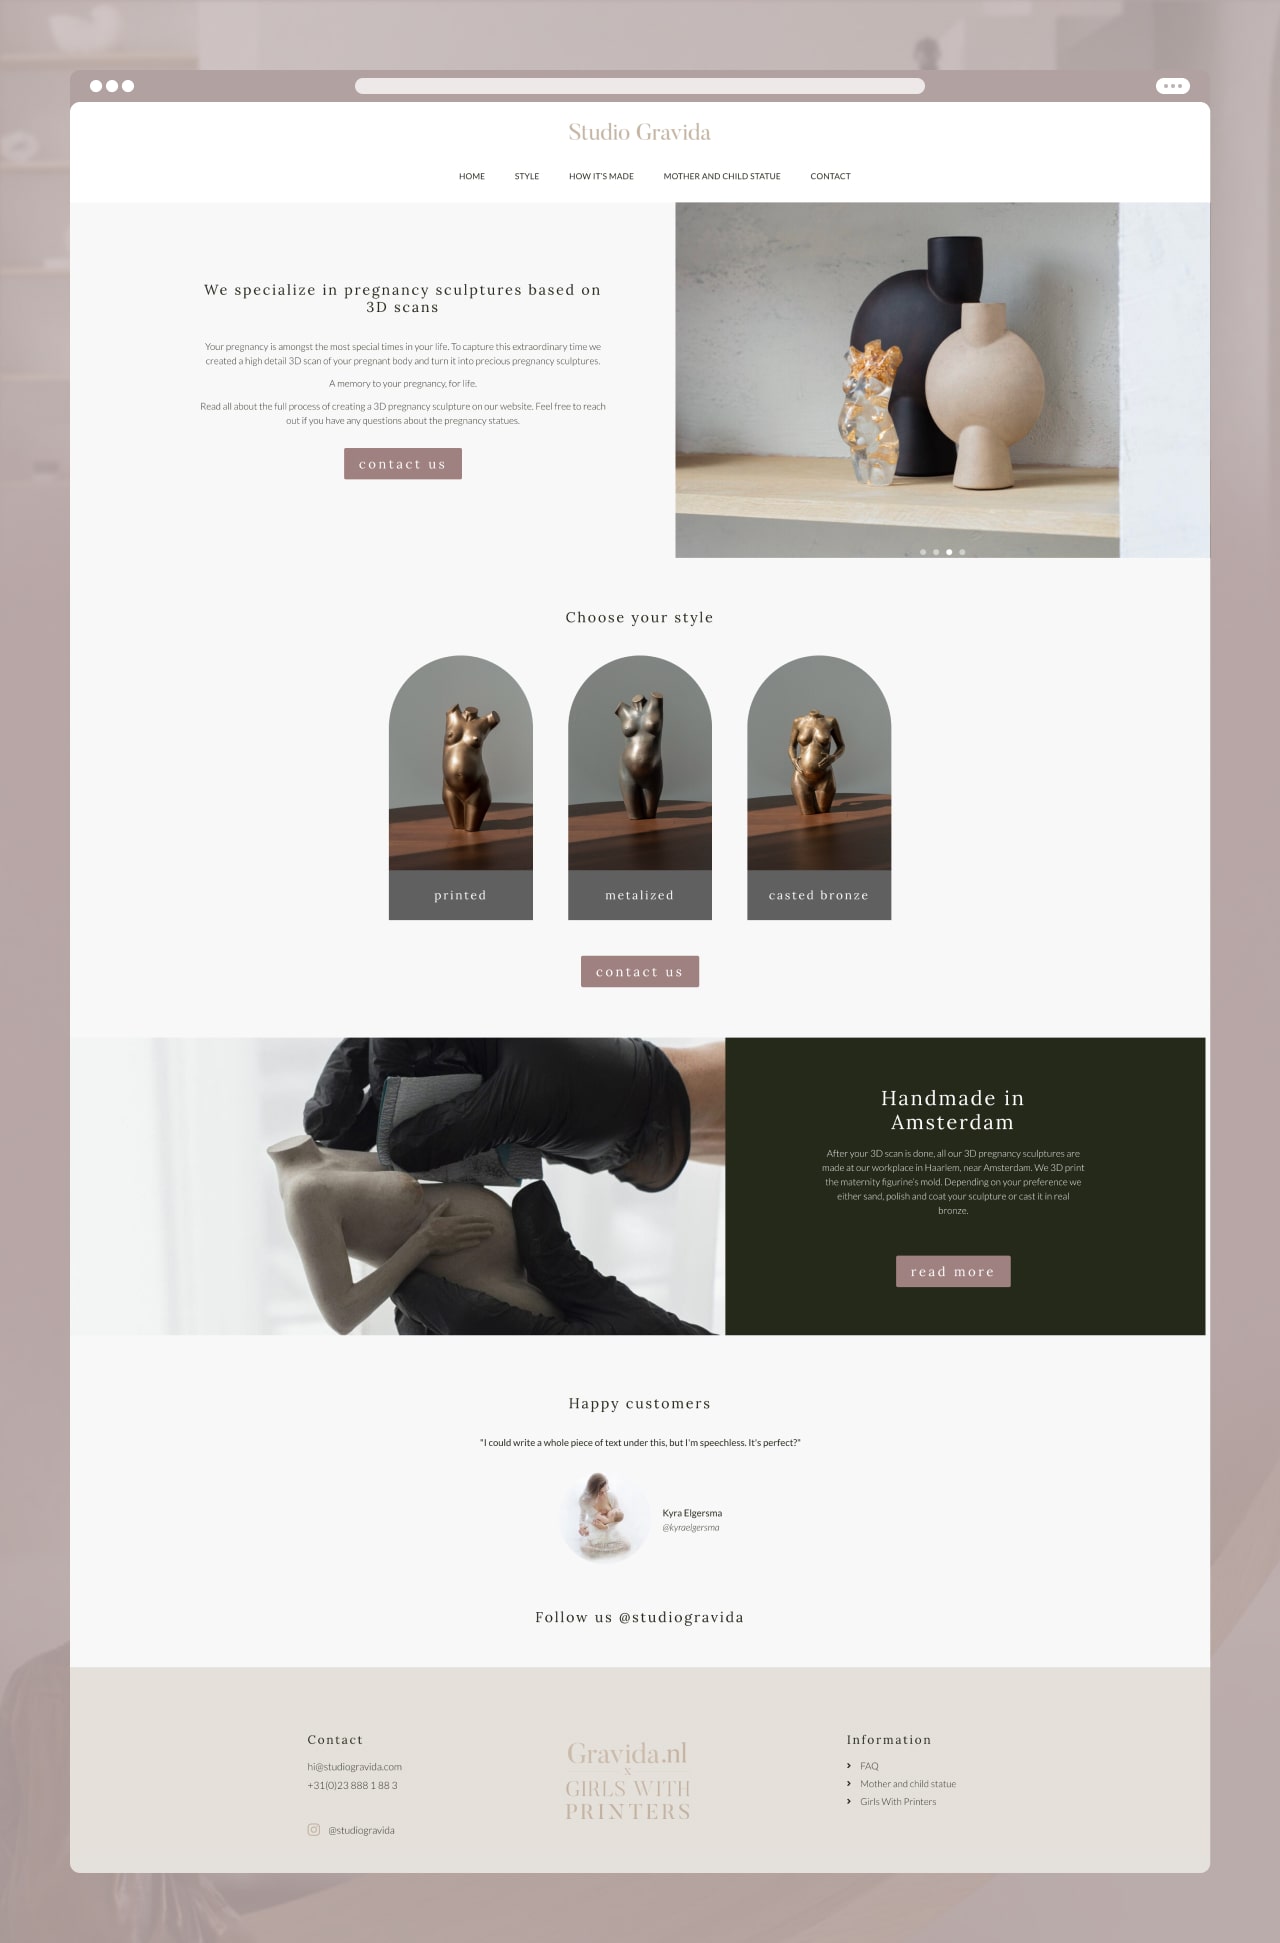 Studio Gravida
HOME STYLE HOW IT'S MADE MOTHER AND CHILD STATUE CONTACT
We specialize in pregnancy sculptures based on
3D scans
Your pregnancy is amongst the most special times in your life. To capture this extraordinary time we
created a high detail 3D scan of your pregnant body and turn it into precious pregnancy sculptures.
A memory to your pregnancy, for life.
Read all about the full process of creating a 3D pregnancy sculpture on our website. Feel free to reach
out if you have any questions about the pregnancy statues.
contact us
Choose your style
printed
metalized
casted bronze
contact us
Handmade in
Amsterdam
After your 3D scan is done, all our 3D pregnancy sculptures are
made at our workplace in Haarlem, near Amsterdam. We 3D print
the maternity figurine's mold. Depending on your preference we
either sand, polish and coat your sculpture or cast it in real
bronze.
read more
Happy customers
"I could write a whole piece of text under this, but I'm speechless. It's perfect?"
Kyra Elgersma
@kyraelgersma
Follow us @studiogravida
Contact
hi@studiogravida.com
+31(0)23 888 1 88 3
@studiogravida
Gravida.nl
X
GIRLS WITH
PRINTERS
Information
FAQ
Mother and child statue
Girls With Printers